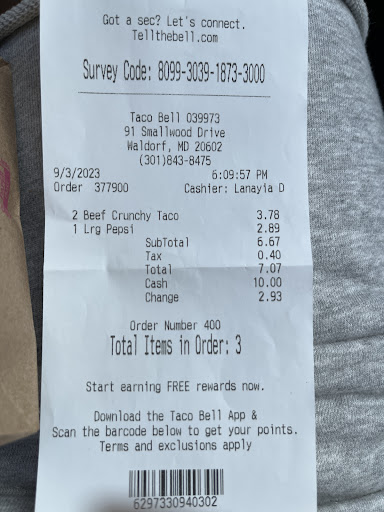 Got a sec? Let's connect.
Tellthebell.com
Survey Code: 8099-3039-1873-3000
Taco Bell 039973
91 Smallwood Drive
Waldorf, MD 20602
(301)843-8475
9/3/2023 6:09:57 PM
Order 377900 Cashier: Lanayia D
2 Beef Crunchy Taco 3.78
1 Lrg Pepsi 2.89
SubTotal 6.67
Tax 0.40
Total 7.07
Cash 10.00
Change 2.93
Order Number 400
Total Items in Order: 3
Start earning FREE rewards now.
Download the Taco Bell App &
Scan the barcode below to get your points.
Terms and exclusions apply
6297330940302